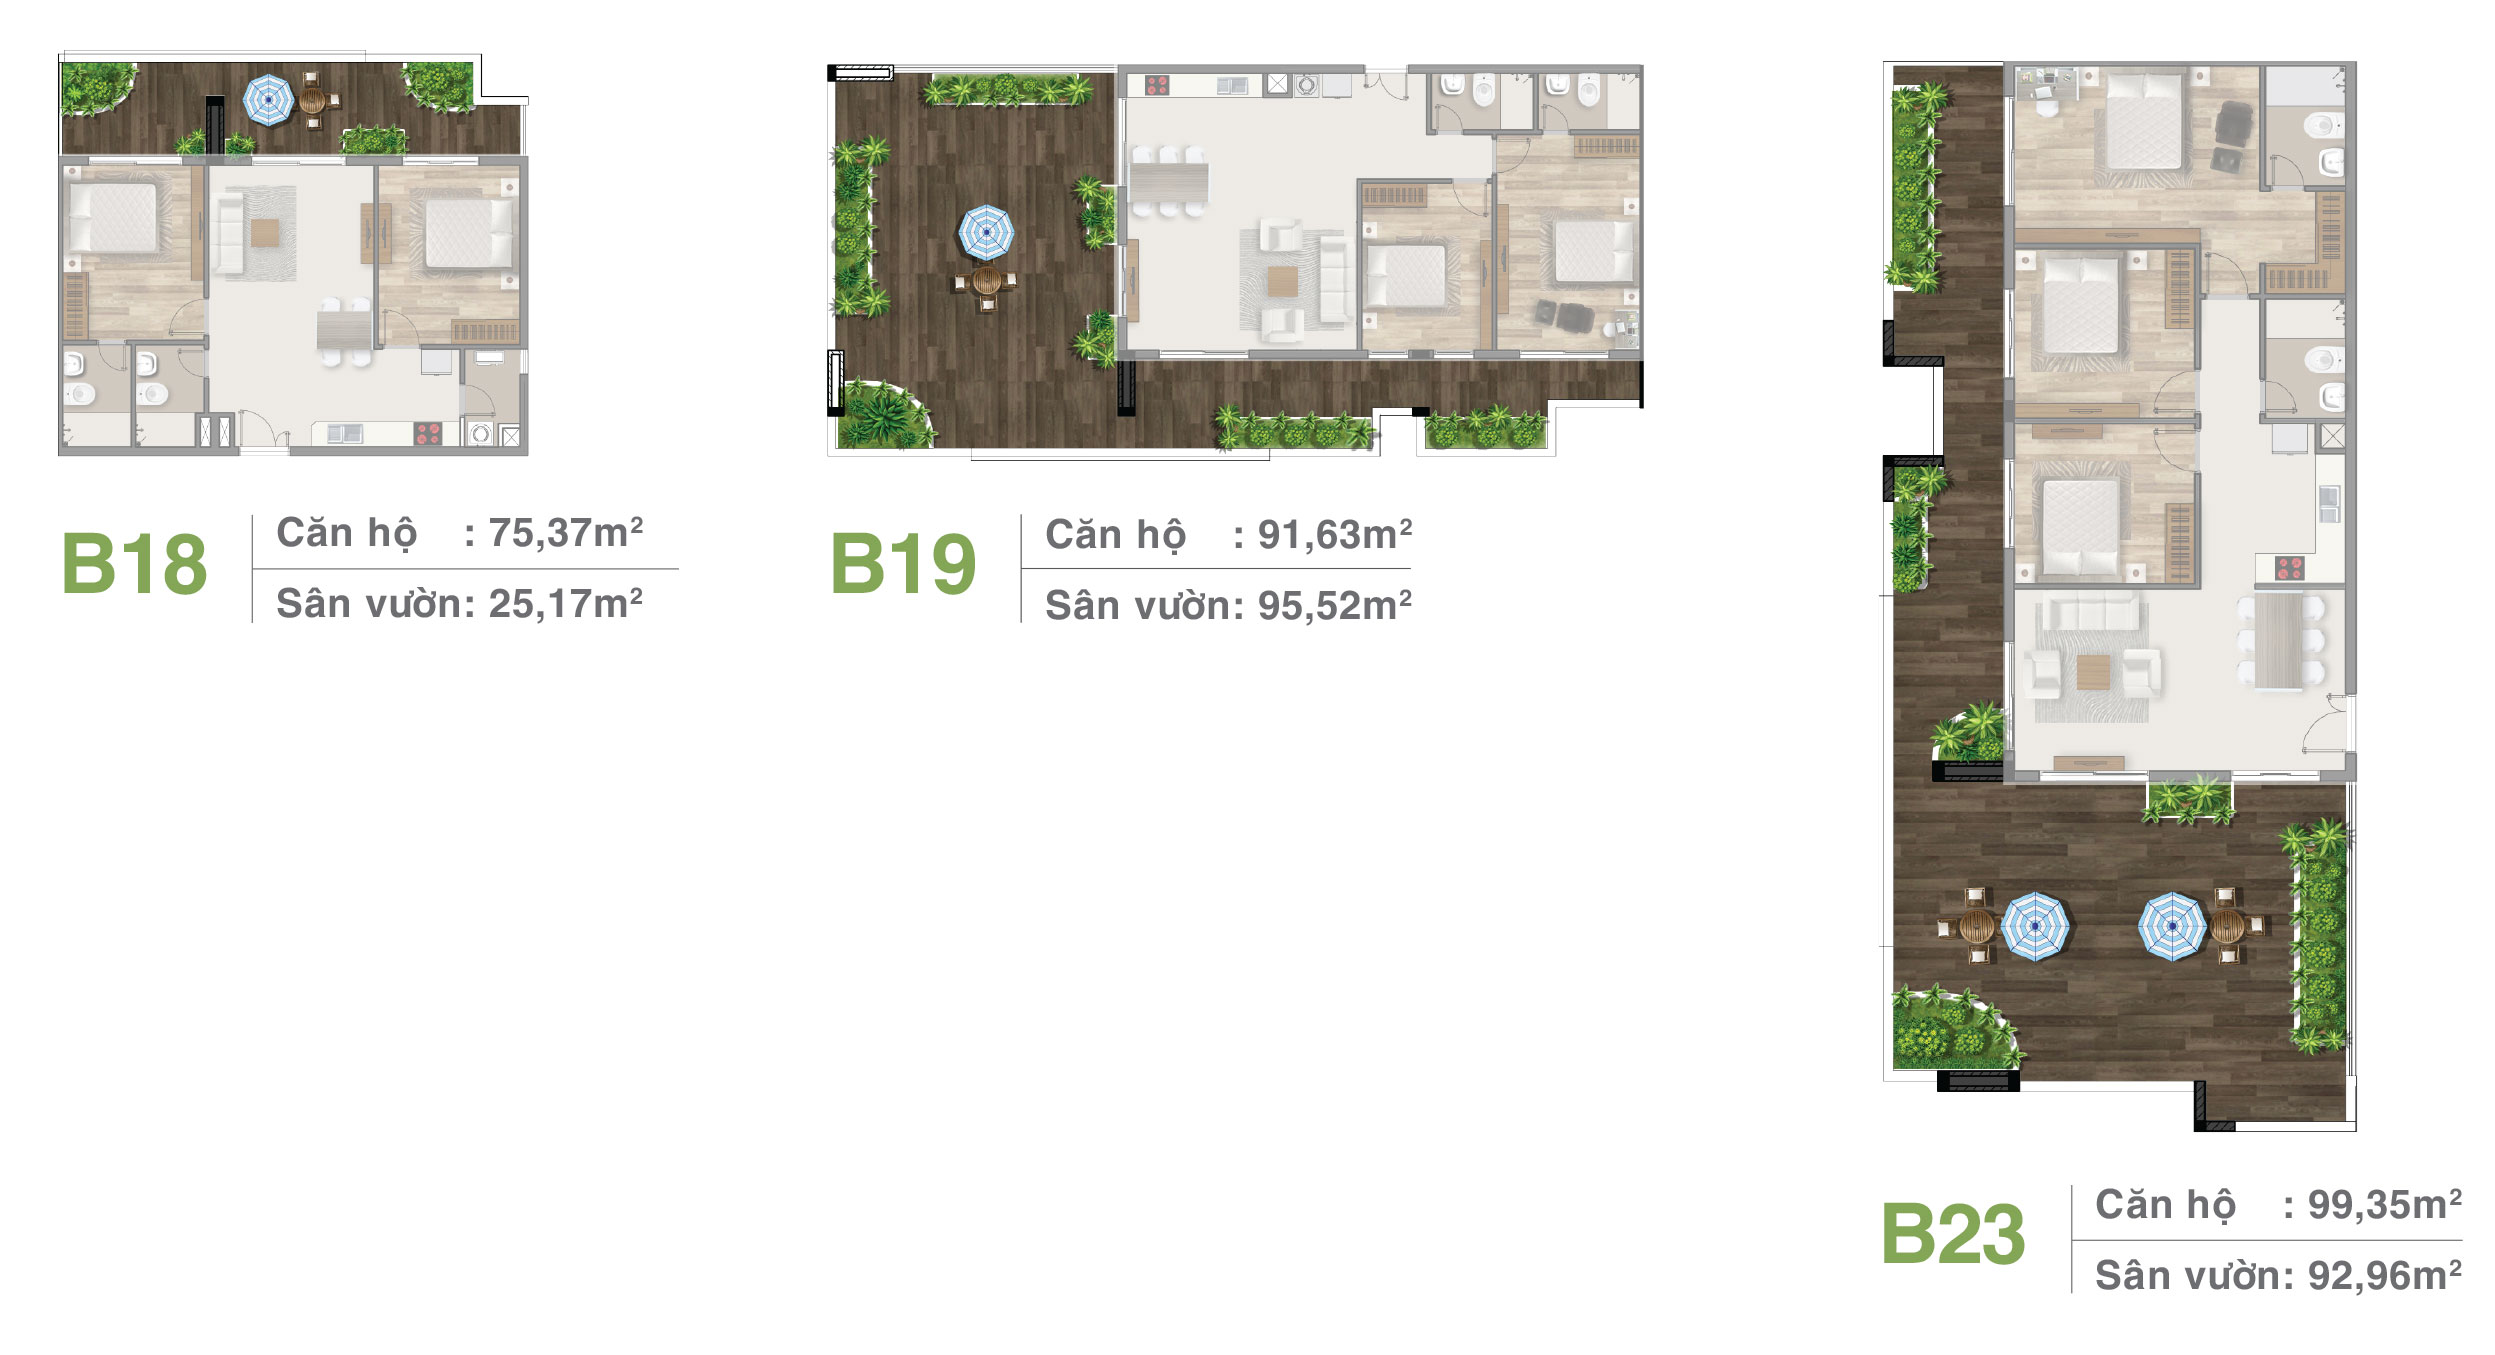 B18
Căn hộ : 75,37m²
Sân vườn: 25,17m²
B19
Căn hộ : 91,63m²
Sân vườn: 95,52m²
B23
Căn hộ : 99,35m²
Sân vườn: 92,96m²